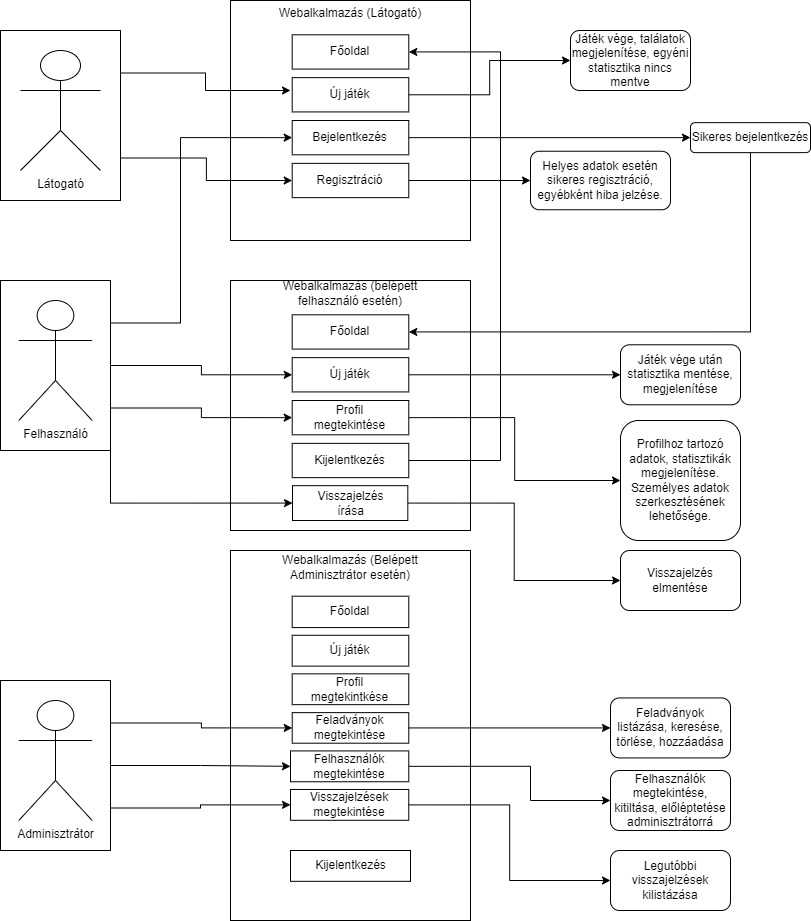 Webalkalmazás (Látogató)
Főoldal
Új játék
Bejelentkezés
Regisztráció
Látogató
Játék vége, találatok
megjelenítése, egyéni
statisztika nincs
mentve
Sikeres bejelentkezés
Helyes adatok esetén
sikeres regisztráció,
egyébként hiba jelzése.
Webalkalmazás (belépett
felhasználó esetén)
Főoldal
Új játék
Profil
megtekintése
Kijelentkezés
Visszajelzés
írása
Felhasználó
Játék vége után
statisztika mentése,
megjelenítése
Profilhoz tartozó
adatok, statisztikák
megjelenítése.
Személyes adatok
szerkesztésének
lehetősége.
Visszajelzés
elmentése
Webalkalmazás (Belépett
Adminisztrátor esetén)
Főoldal
Új játék
Profil
megtekintkése
Feladványok
megtekintése
Felhasználók
megtekintése
Visszajelzések
megtekintése
Kijelentkezés
Adminisztrátor
Feladványok
listázása, keresése,
törlése, hozzáadása
Felhasználók
megtekintése,
kitiltása, előléptetése
adminisztrátorrá
Legutóbbi
visszajelzések
kilistázása